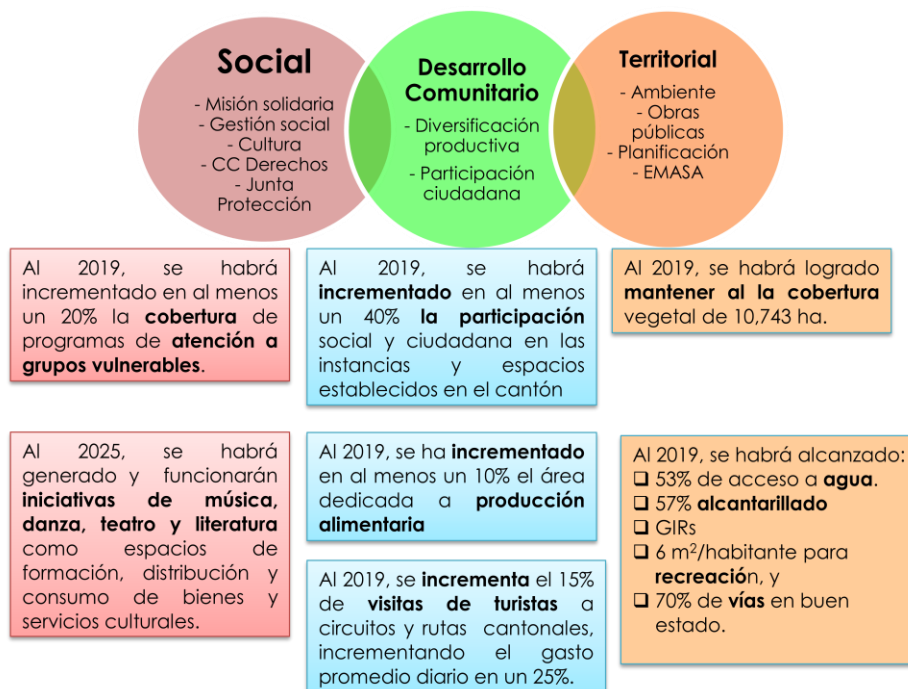 Social
- Misión solidaria
- Gestión social
- Cultura
- CC Derechos
- Junta
Protección
Desarrollo
Comunitario
- Diversificación
productiva
- Participación
ciudadana
Territorial
- Ambiente
- Obras
públicas
- Planificación
- EMASA
Al 2019, se habrá
incrementado en al menos
un 20% la cobertura de
programas de atención a
grupos vulnerables.
Al 2019, se habrá
incrementado en al menos
un 40% la participación
social y ciudadana en las
instancias y espacios
establecidos en el cantón
Al 2019, se habrá logrado
mantener al la cobertura
vegetal de 10,743 ha.
Al 2025, se habrá
generado y funcionarán
iniciativas de música,
danza, teatro y literatura
como espacios de
formación, distribución y
consumo de bienes y
servicios culturales.
Al 2019, se ha incrementado
en al menos un 10% el área
dedicada a producción
alimentaria
Al 2019, se incrementa el 15%
de visitas de turistas a
circuitos y rutas cantonales,
incrementando el gasto
promedio diario en un 25%.
Al 2019, se habrá alcanzado:
❑ 53% de acceso a agua.
❑ 57% alcantarillado
❑ GIRs
❑ 6 m²/habitante para
recreación, y
❑ 70% de vías en buen
estado.